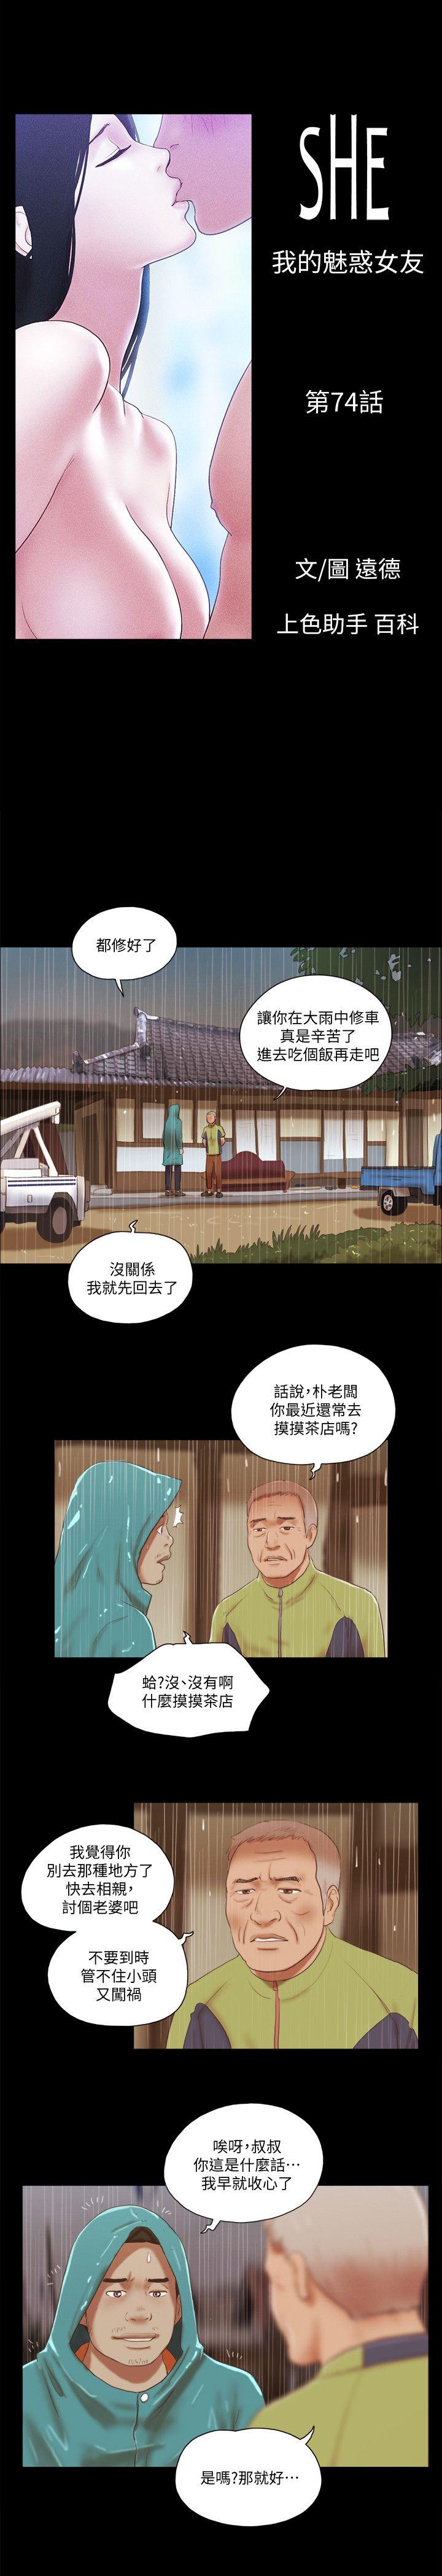 SHE
我的魅惑女友
第74話
文/圖 遠德
上色助手 百科
都修好了
讓你在大雨中修車
真是辛苦了
進去吃個飯再走吧
沒關係
我就先回去了
話說,朴老闆
你最近還常去
摸摸茶店嗎?
蛤?沒、沒有啊
什麼摸摸茶店
我覺得你
別去那種地方了
快去相親,
討個老婆吧
不要到時
管不住小頭
又闖禍
唉呀,叔叔
你這是什麼話⋯
我早就收心了
是嗎?那就好⋯